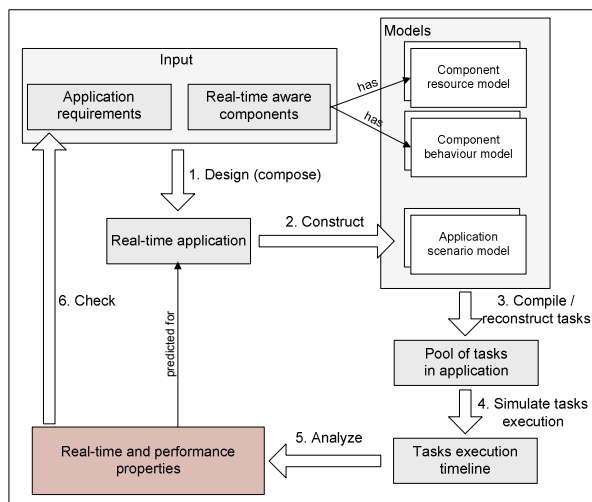 Models
Input
Application
requirements
Real-time aware
components
has
has
Component
resource model
Component
behaviour model
1. Design (compose)
Real-time application
2. Construct
Application
scenario model
6. Check
predicted for
3. Compile /
reconstruct tasks
Pool of tasks
in application
4. Simulate tasks
execution
Real-time and performance
properties
5. Analyze
Tasks execution
timeline